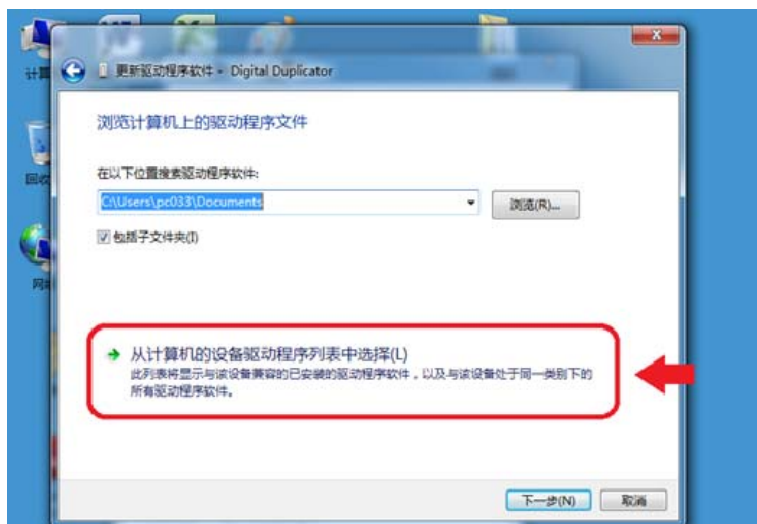 更新驱动程序软件 - Digital Duplicator
浏览计算机上的驱动程序文件
在以下位置搜索驱动程序软件:
C:\Users\pc033\Documents
浏览(R)...
包括子文件夹(I)
从计算机的设备驱动程序列表中选择(L)
此列表将显示与该设备兼容的已安装的驱动程序软件，以及与该设备处于同一类别下的
所有驱动程序软件。
下一步(N)
取消